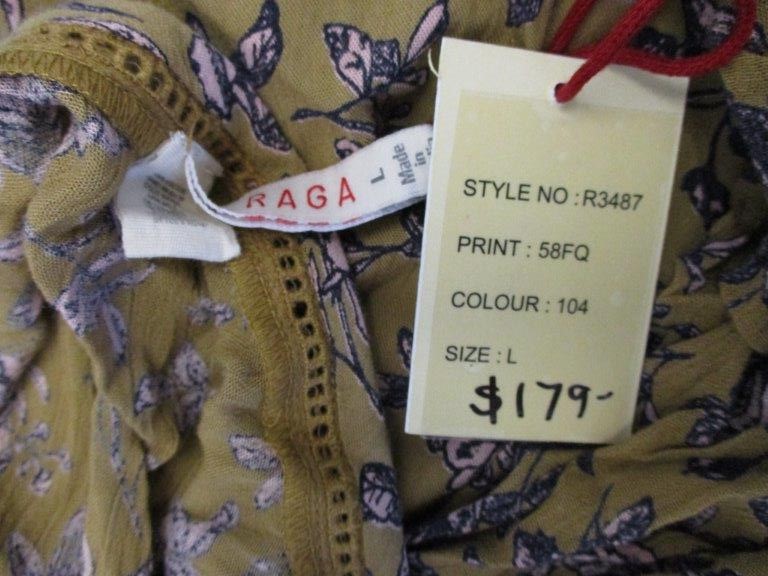 RAGA
L
Made
in
STYLE NO : R3487
PRINT : 58FQ
COLOUR : 104
SIZE : L
$179-